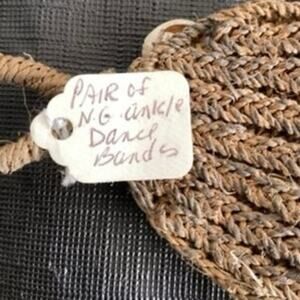 PAIR of
N.G. ankle
Dance
Bands